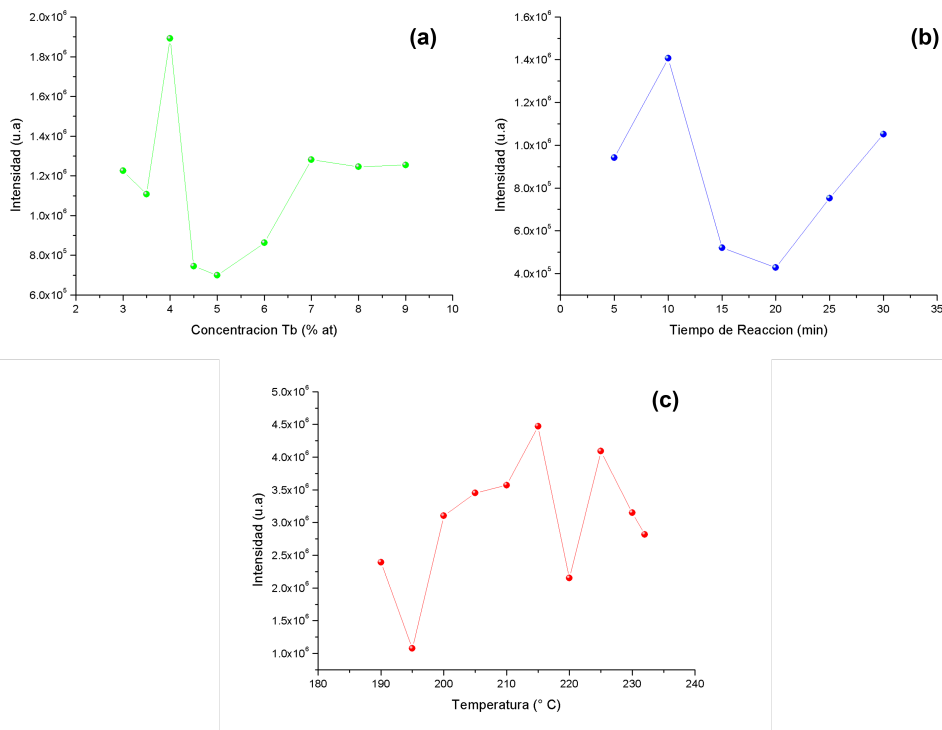 (a)
Intensidad (u.a)
2.0x10⁶
1.8x10⁶
1.6x10⁶
1.4x10⁶
1.2x10⁶
1.0x10⁶
8.0x10⁵
6.0x10⁵
2 3 4 5 6 7 8 9 10
Concentracion Tb (% at)
(b)
Intensidad (u.a)
1.6x10⁶
1.4x10⁶
1.2x10⁶
1.0x10⁶
8.0x10⁵
6.0x10⁵
4.0x10⁵
0 5 10 15 20 25 30 35
Tiempo de Reaccion (min)
(c)
Intensidad (u.a)
5.0x10⁶
4.5x10⁶
4.0x10⁶
3.5x10⁶
3.0x10⁶
2.5x10⁶
2.0x10⁶
1.5x10⁶
1.0x10⁶
180 190 200 210 220 230 240
Temperatura (° C)